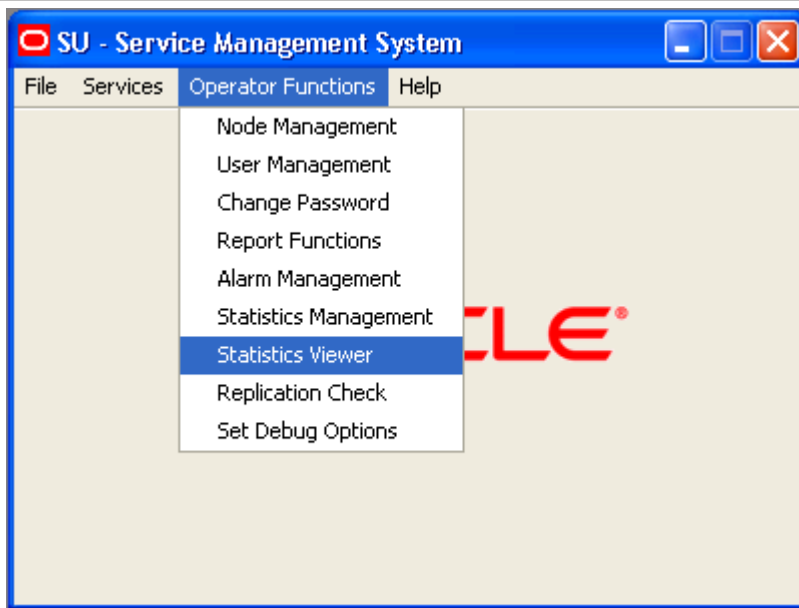 SU - Service Management System
File Services Operator Functions Help
Node Management
User Management
Change Password
Report Functions
Alarm Management
Statistics Management
Statistics Viewer
CLE®
Replication Check
Set Debug Options